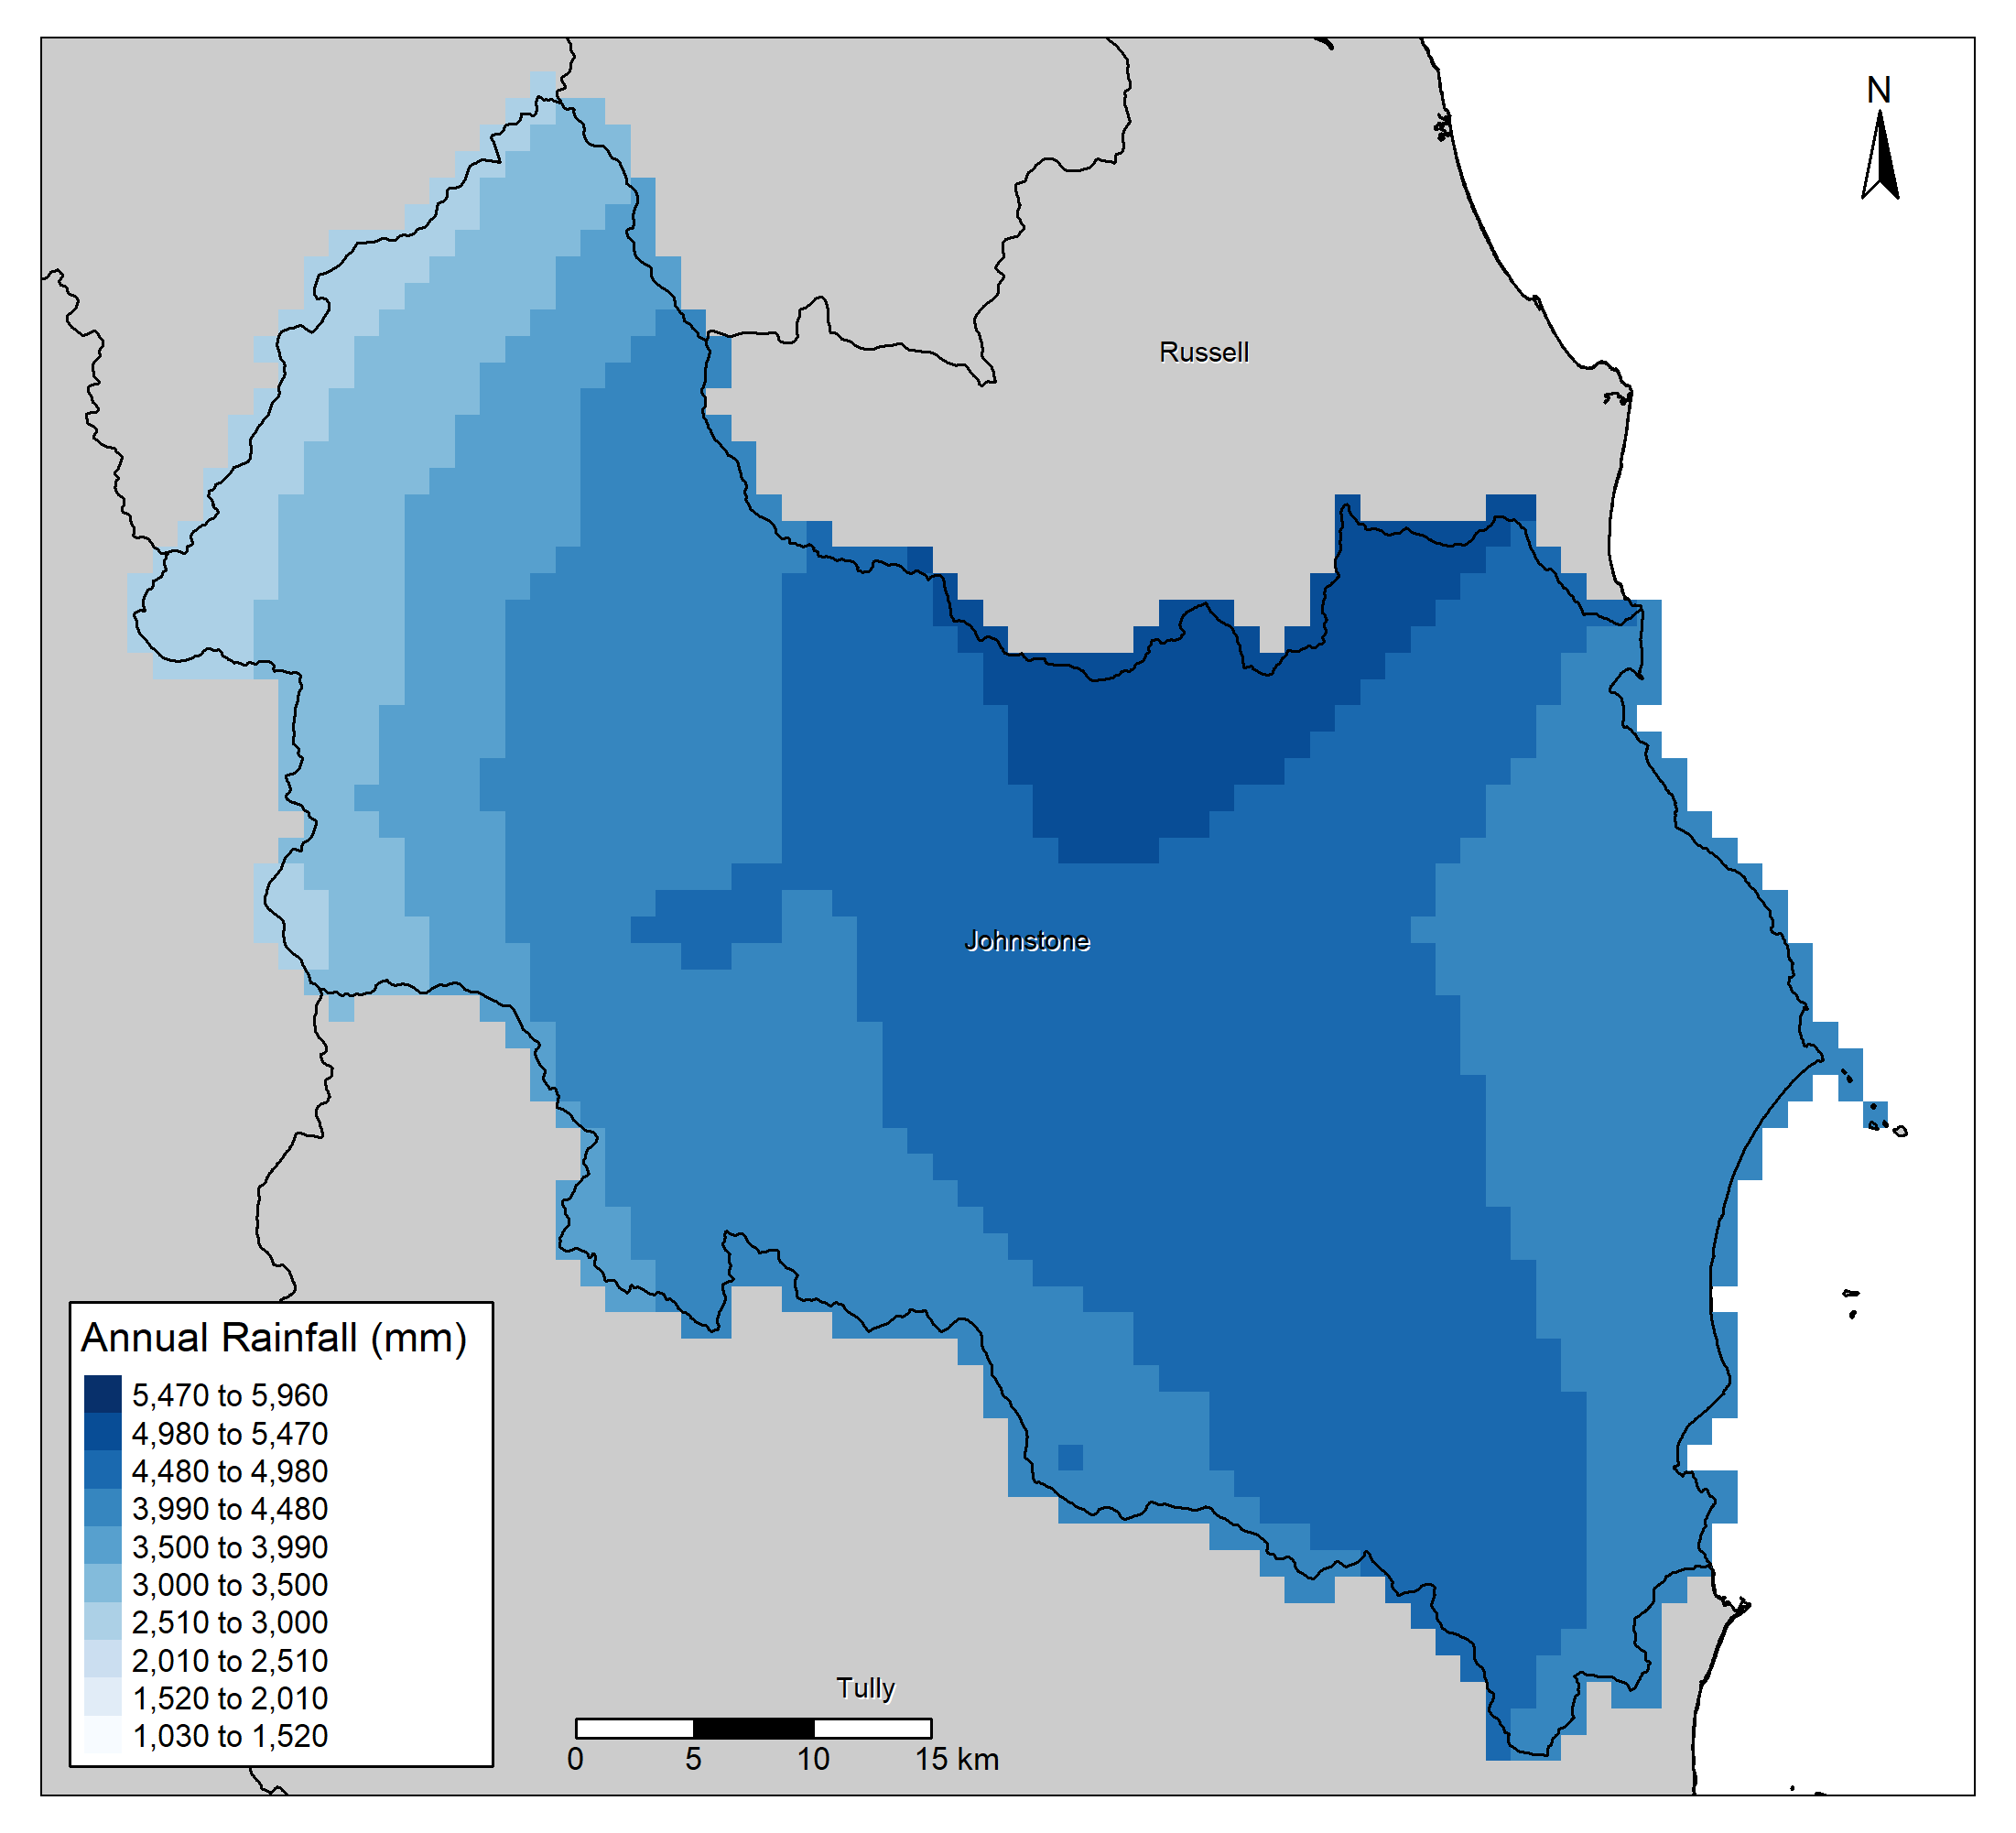 N
Russell
Johnstone
Annual Rainfall (mm)
5,470 to 5,960
4,980 to 5,470
4,480 to 4,980
3,990 to 4,480
3,500 to 3,990
3,000 to 3,500
2,510 to 3,000
2,010 to 2,510
1,520 to 2,010
1,030 to 1,520
Tully
0 5 10 15 km